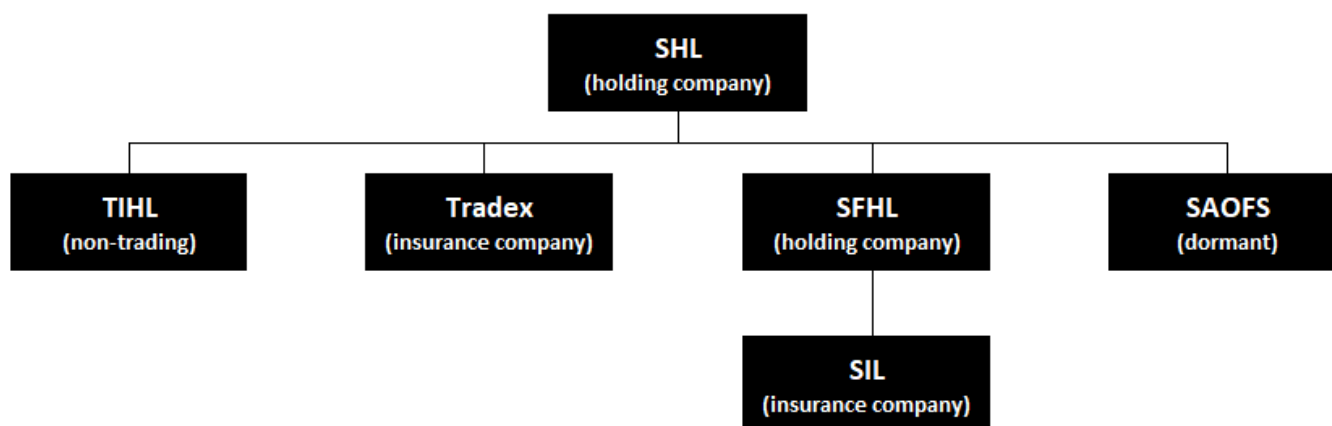 SHL
(holding company)
TIHL
(non-trading)
Tradex
(insurance company)
SFHL
(holding company)
SAOFS
(dormant)
SIL
(insurance company)